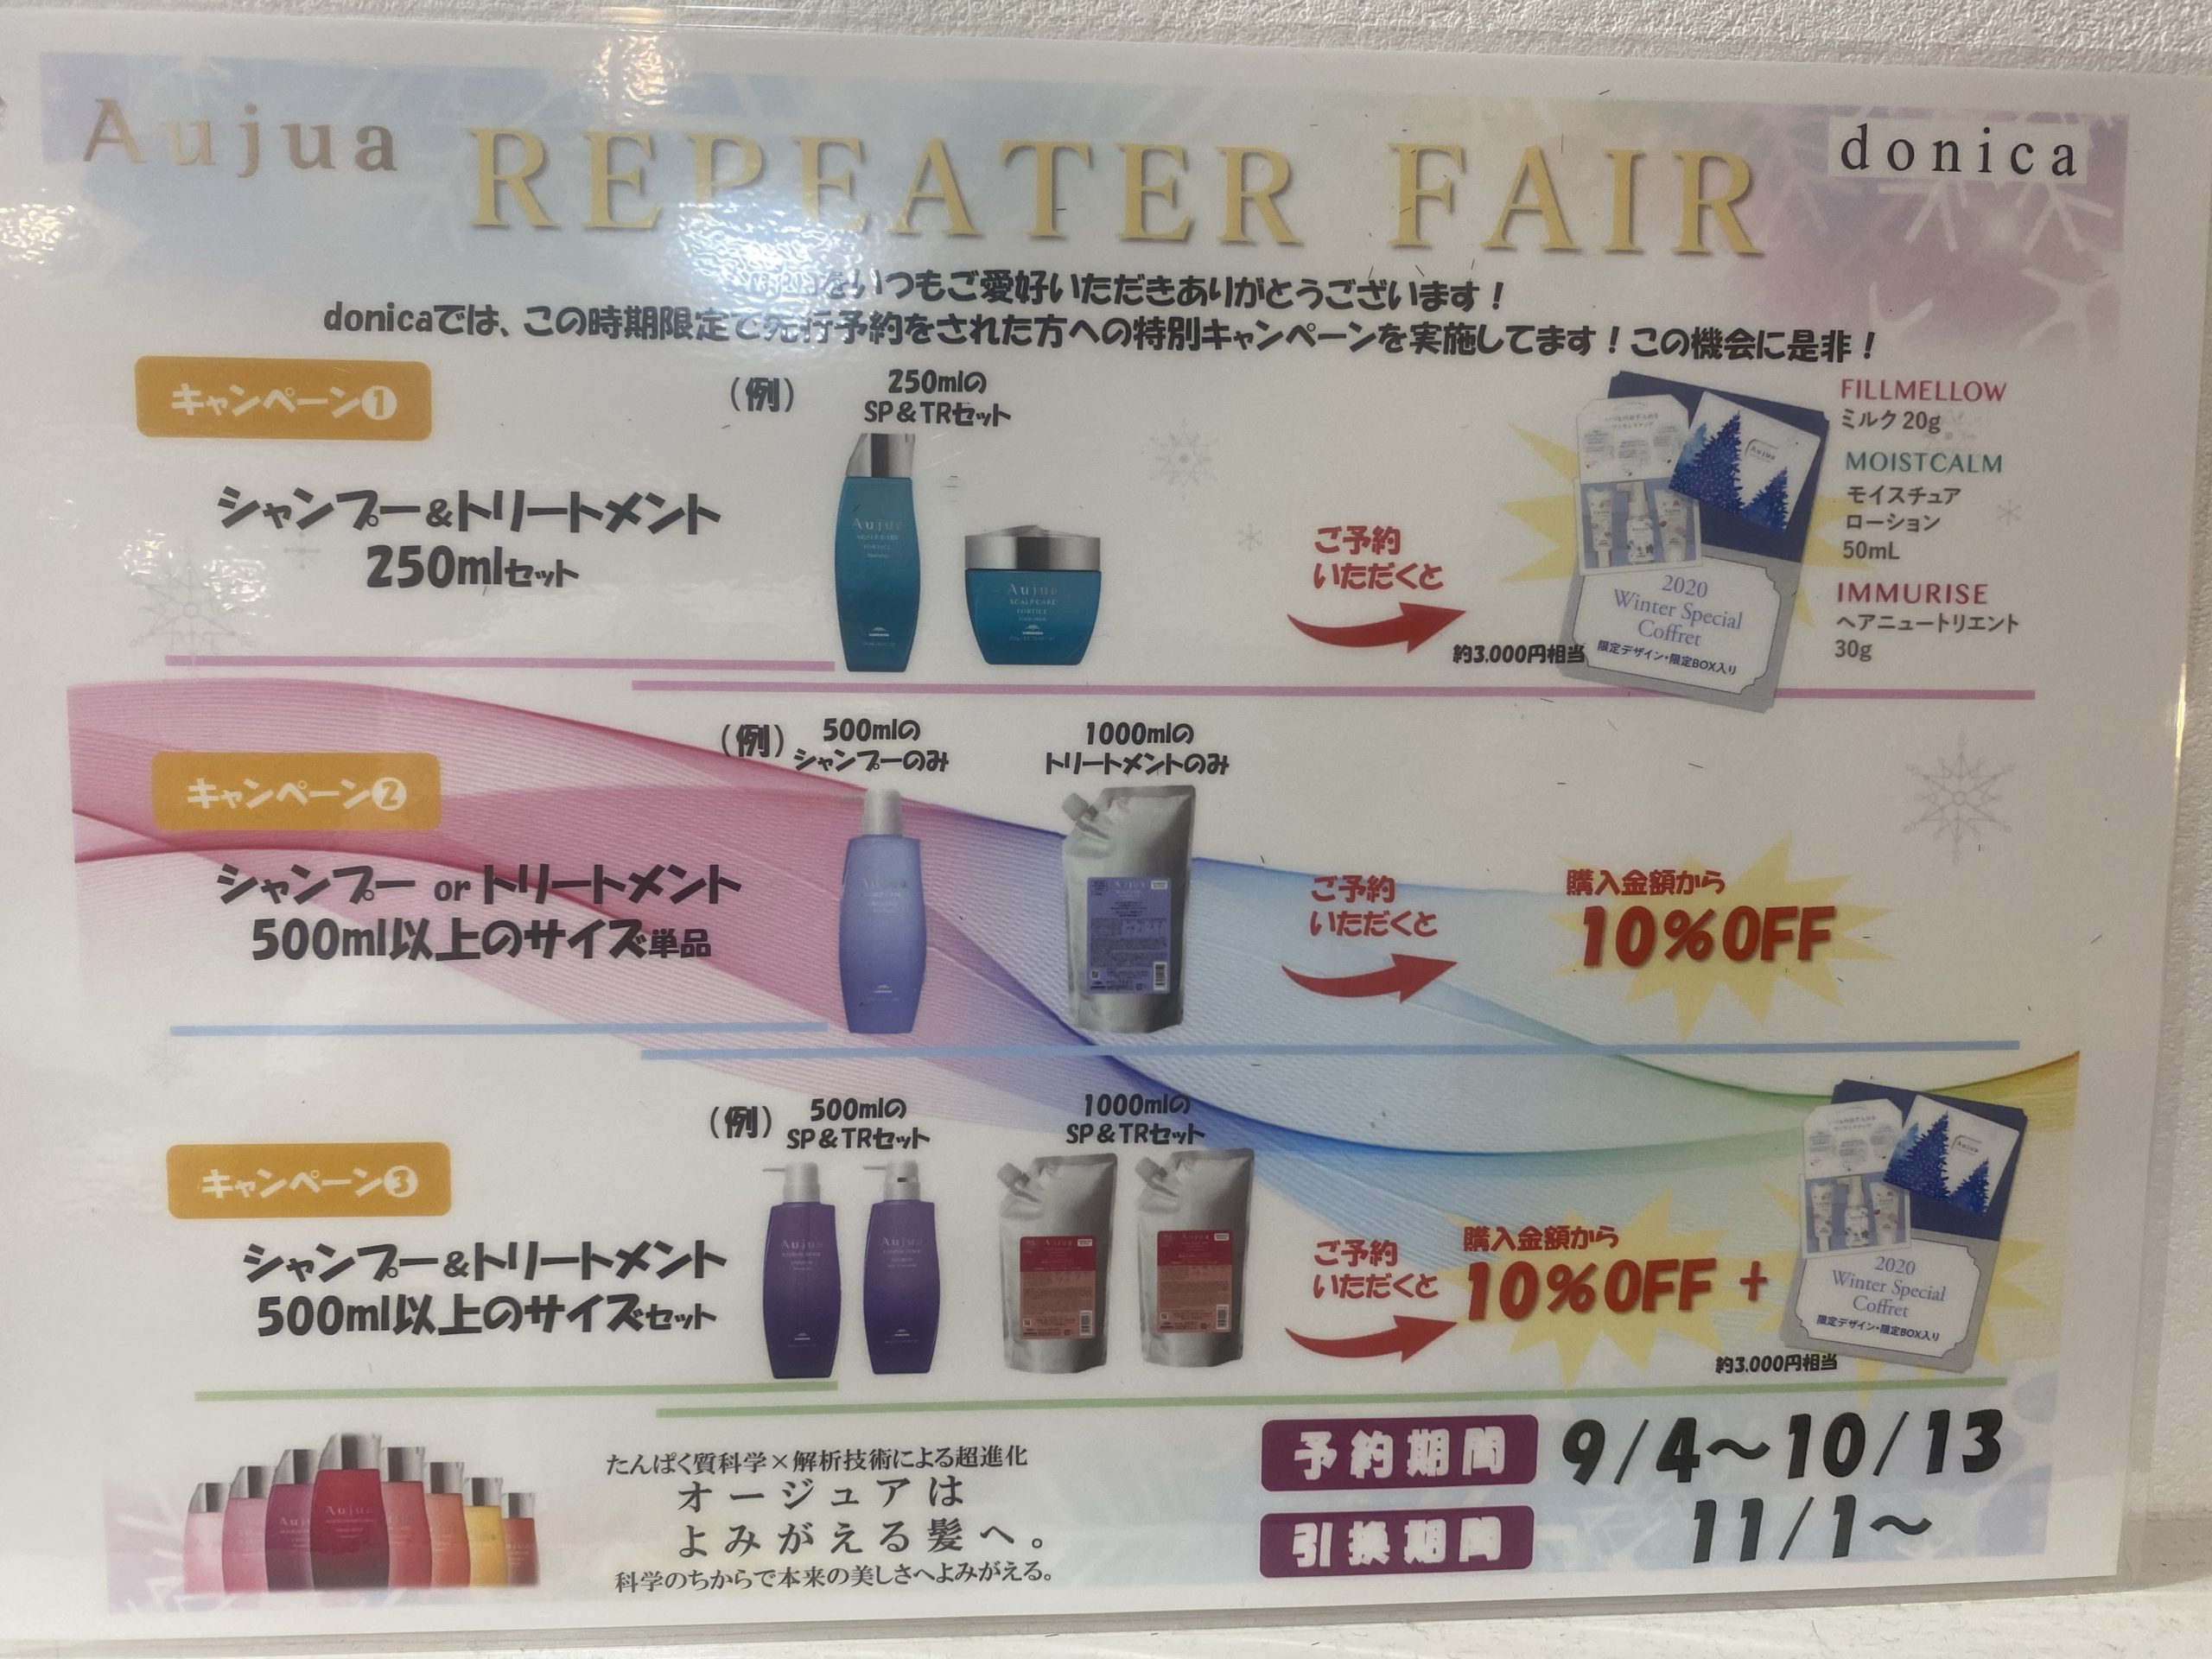 Aujua
REPEATER FAIR
donica
をいつもご愛好いただきありがとうございます！
donicaでは、この時期限定で先行予約をされた方への特別キャンペーンを実施してます！この機会に是非！
キャンペーン❶
シャンプー&トリートメント
250mlセット
（例）
250mlの
SP&TRセット
Aujua
SCALP CARE
FORTICE
Aujua
SCALP CARE
FORTICE
ご予約
いただくと
約3,000円相当
Aujua
2020
Winter Special
Coffret
限定デザイン・限定BOX入り
FILLMELLOW
ミルク 20g
MOISTCALM
モイスチュア
ローション
50mL
IMMURISE
ヘアニュートリエント
30g
キャンペーン❷
シャンプー or トリートメント
500ml以上のサイズ単品
（例）
500mlの
シャンプーのみ
1000mlの
トリートメントのみ
Aujua
Aujua
ご予約
いただくと
購入金額から
10%OFF
キャンペーン❸
シャンプー&トリートメント
500ml以上のサイズセット
（例）
500mlの
SP&TRセット
1000mlの
SP&TRセット
Aujua
Aujua
Aujua
Aujua
ご予約
いただくと
購入金額から
10%OFF +
Aujua
2020
Winter Special
Coffret
限定デザイン・限定BOX入り
約3,000円相当
Aujua
たんぱく質科学×解析技術による超進化
オージュアは
よみがえる髪へ。
科学のちからで本来の美しさへよみがえる。
予約期間 9/4～10/13
引換期間 11/1～